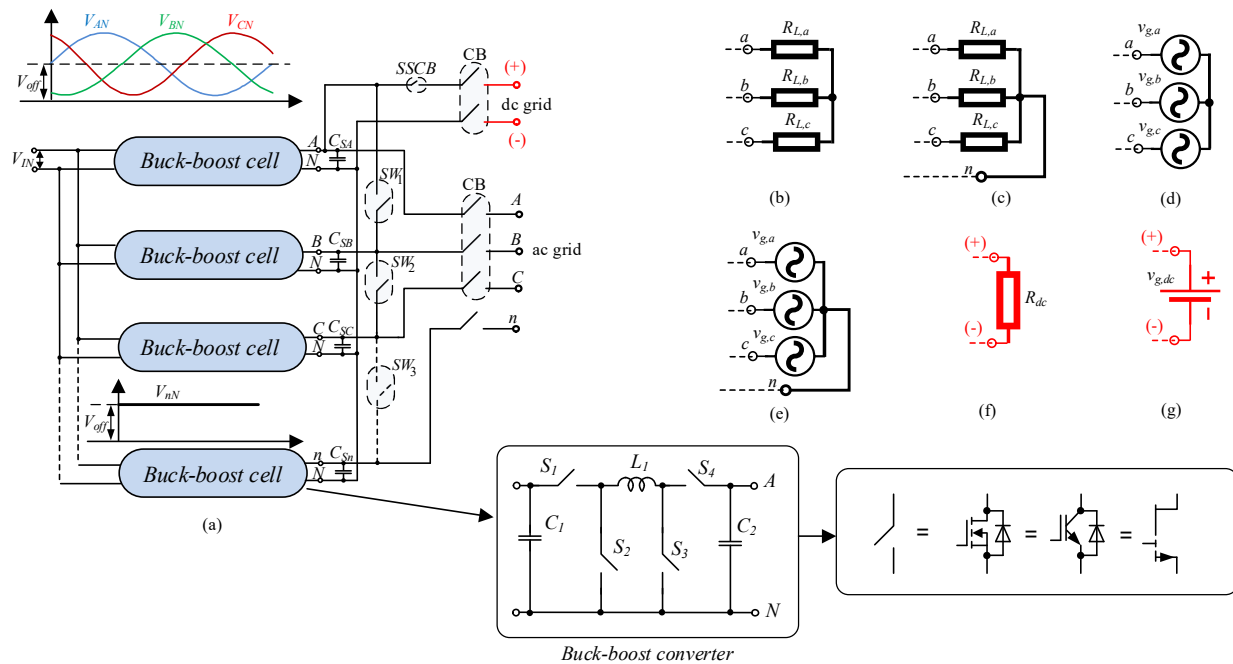 V_AN
V_BN
V_CN
V_off
SSCB
CB
(+)
dc grid
(-)
V_IN
Buck-boost cell
A
N
C_SA
SW_1
CB
A
Buck-boost cell
B
N
C_SB
B
ac grid
SW_2
C
Buck-boost cell
C
N
C_SC
n
SW_3
V_nN
V_off
Buck-boost cell
n
N
C_Sn
(a)
a
R_L,a
b
R_L,b
c
R_L,c
(b)
a
R_L,a
b
R_L,b
c
R_L,c
n
(c)
v_g,a
a
v_g,b
b
v_g,c
c
(d)
v_g,a
a
v_g,b
b
v_g,c
c
n
(e)
(+)
R_dc
(-)
(f)
(+)
v_g,dc
+
-
(-)
(g)
S_1
L_1
S_4
A
C_1
S_2
S_3
C_2
N
Buck-boost converter
= = =